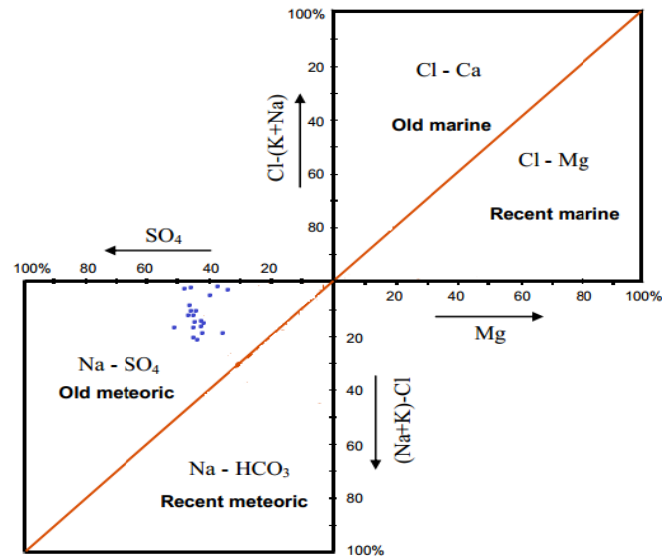 100%
100%
20
Cl - Ca
40
Old marine
Cl-(K+Na)
Cl - Mg
60
Recent marine
80
SO₄
100% 80 60 40 20
20 40 60 80 100%
Mg
20
Na - SO₄
Old meteoric
40
(Na+K)-Cl
60
Na - HCO₃
Recent meteoric
80
100%